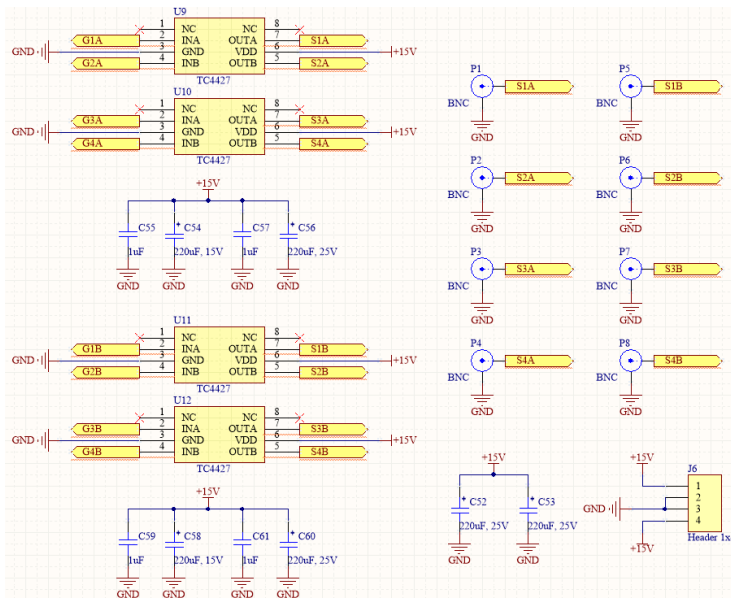 U9
1 NC NC 8
G1A 2 INA OUTA 7 S1A
GND 3 GND VDD 6 +15V
G2A 4 INB OUTB 5 S2A
TC4427
U10
1 NC NC 8
G3A 2 INA OUTA 7 S3A
GND 3 GND VDD 6 +15V
G4A 4 INB OUTB 5 S4A
TC4427
+15V
C55 C54 C57 C56
1uF 220uF, 15V 1uF 220uF, 25V
GND GND GND GND
U11
1 NC NC 8
G1B 2 INA OUTA 7 S1B
GND 3 GND VDD 6 +15V
G2B 4 INB OUTB 5 S2B
TC4427
U12
1 NC NC 8
G3B 2 INA OUTA 7 S3B
GND 3 GND VDD 6 +15V
G4B 4 INB OUTB 5 S4B
TC4427
+15V
C59 C58 C61 C60
1uF 220uF, 15V 1uF 220uF, 25V
GND GND GND GND
P1 P5
S1A S1B
BNC BNC
GND GND
P2 P6
S2A S2B
BNC BNC
GND GND
P3 P7
S3A S3B
BNC BNC
GND GND
P4 P8
S4A S4B
BNC BNC
GND GND
+15V
C52 C53
220uF, 25V 220uF, 25V
GND GND
+15V J6
1
2
GND 3
4
+15V Header 1x